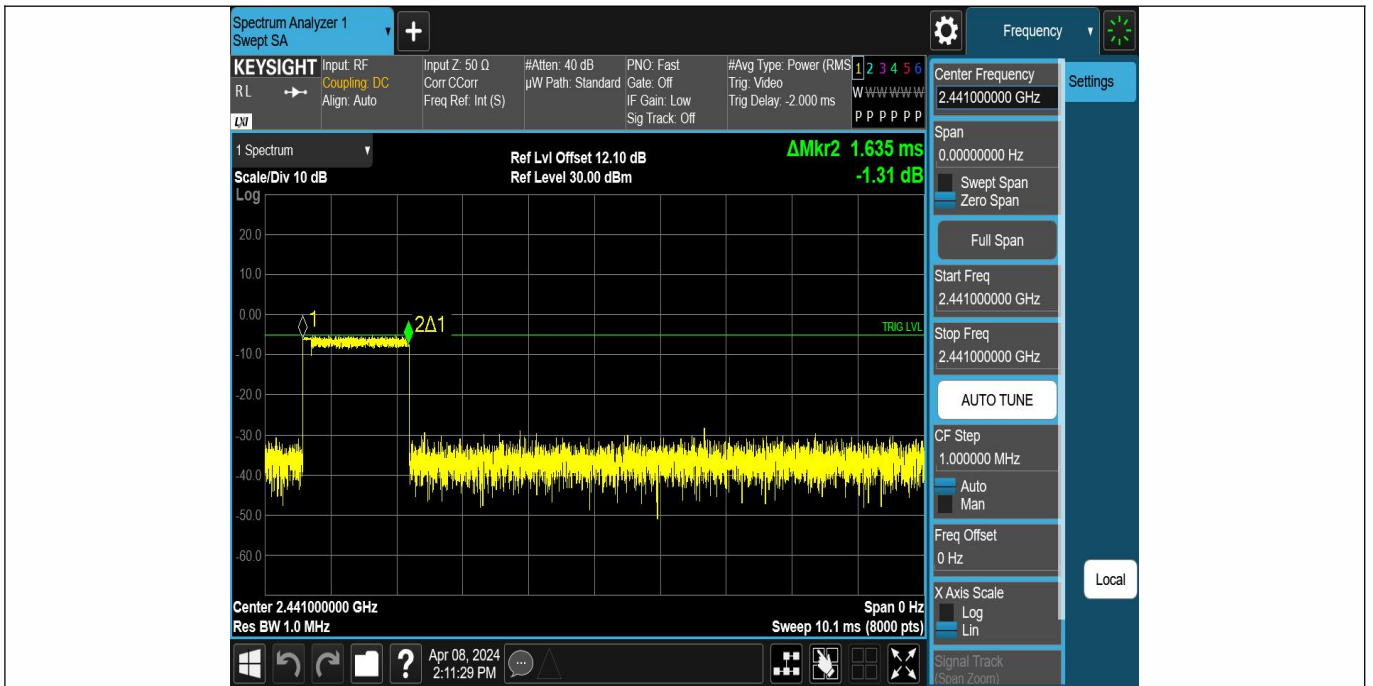 Spectrum Analyzer 1
Swept SA
+
Frequency
KEYSIGHT
RL
LXI
Input: RF
Coupling: DC
Align: Auto
Input Z: 50 Ω
Corr CCorr
Freq Ref: Int (S)
#Atten: 40 dB
µW Path: Standard
PNO: Fast
Gate: Off
IF Gain: Low
Sig Track: Off
#Avg Type: Power (RMS
Trig: Video
Trig Delay: -2.000 ms
1 2 3 4 5 6
W W W W W W
P P P P P P
1 Spectrum
Scale/Div 10 dB
Ref Lvl Offset 12.10 dB
Ref Level 30.00 dBm
ΔMkr2 1.635 ms
-1.31 dB
Log
20.0
10.0
0.00
-10.0
-20.0
-30.0
-40.0
-50.0
-60.0
1
2Δ1
TRIG LVL
Center 2.441000000 GHz
Res BW 1.0 MHz
Span 0 Hz
Sweep 10.1 ms (8000 pts)
Center Frequency
2.441000000 GHz
Settings
Span
0.00000000 Hz
Swept Span
Zero Span
Full Span
Start Freq
2.441000000 GHz
Stop Freq
2.441000000 GHz
AUTO TUNE
CF Step
1.000000 MHz
Auto
Man
Freq Offset
0 Hz
Local
X Axis Scale
Log
Lin
Signal Track
(Span Zoom)
?
Apr 08, 2024
2:11:29 PM